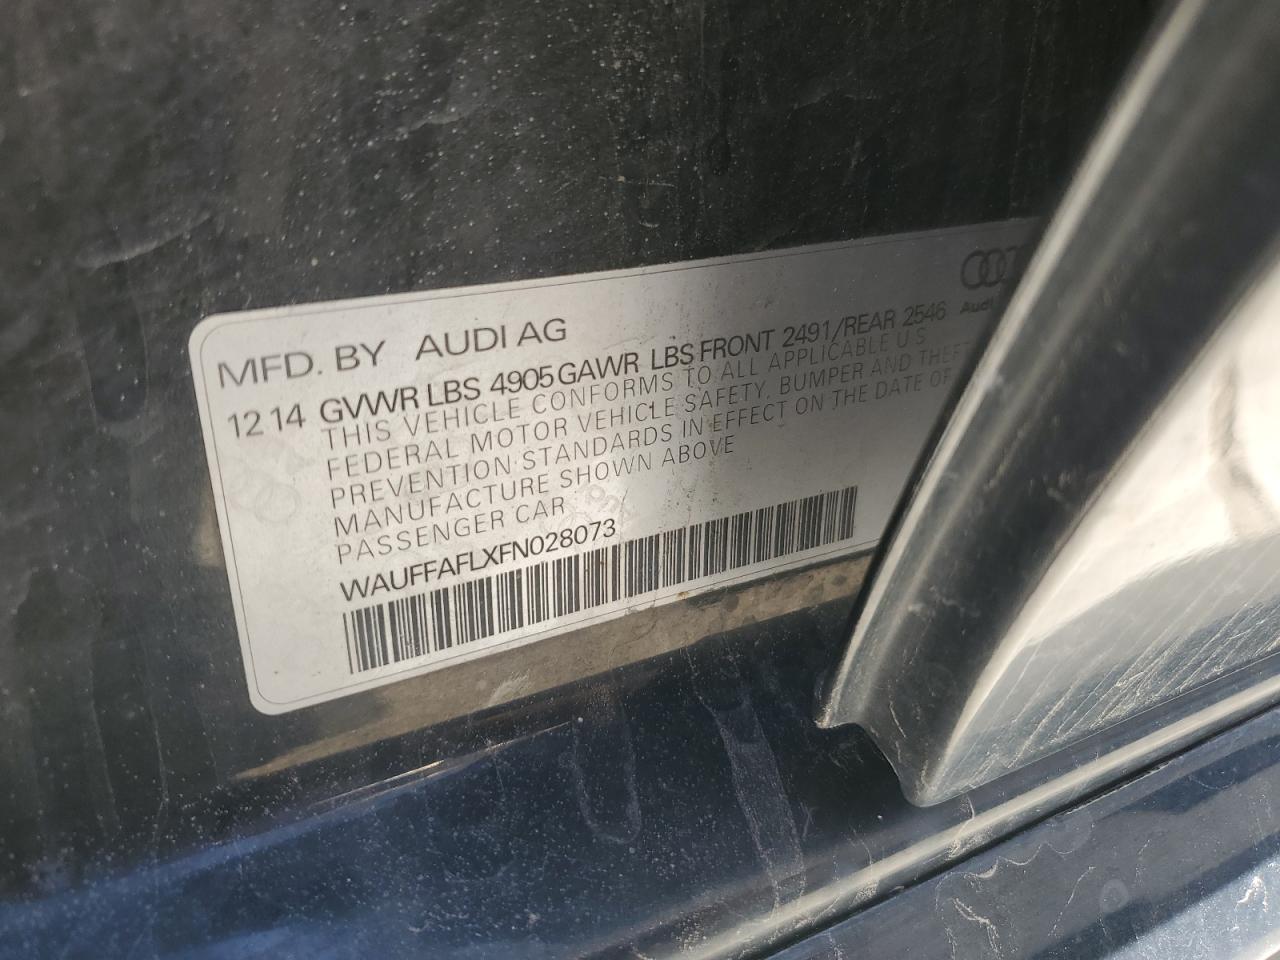 Audi
MFD. BY AUDI AG
12 14 GVWR LBS 4905 GAWR LBS FRONT 2491/REAR 2546
THIS VEHICLE CONFORMS TO ALL APPLICABLE U S
FEDERAL MOTOR VEHICLE SAFETY, BUMPER AND THEFT
PREVENTION STANDARDS IN EFFECT ON THE DATE OF
MANUFACTURE SHOWN ABOVE
PASSENGER CAR
WAUFFAFLXFN028073